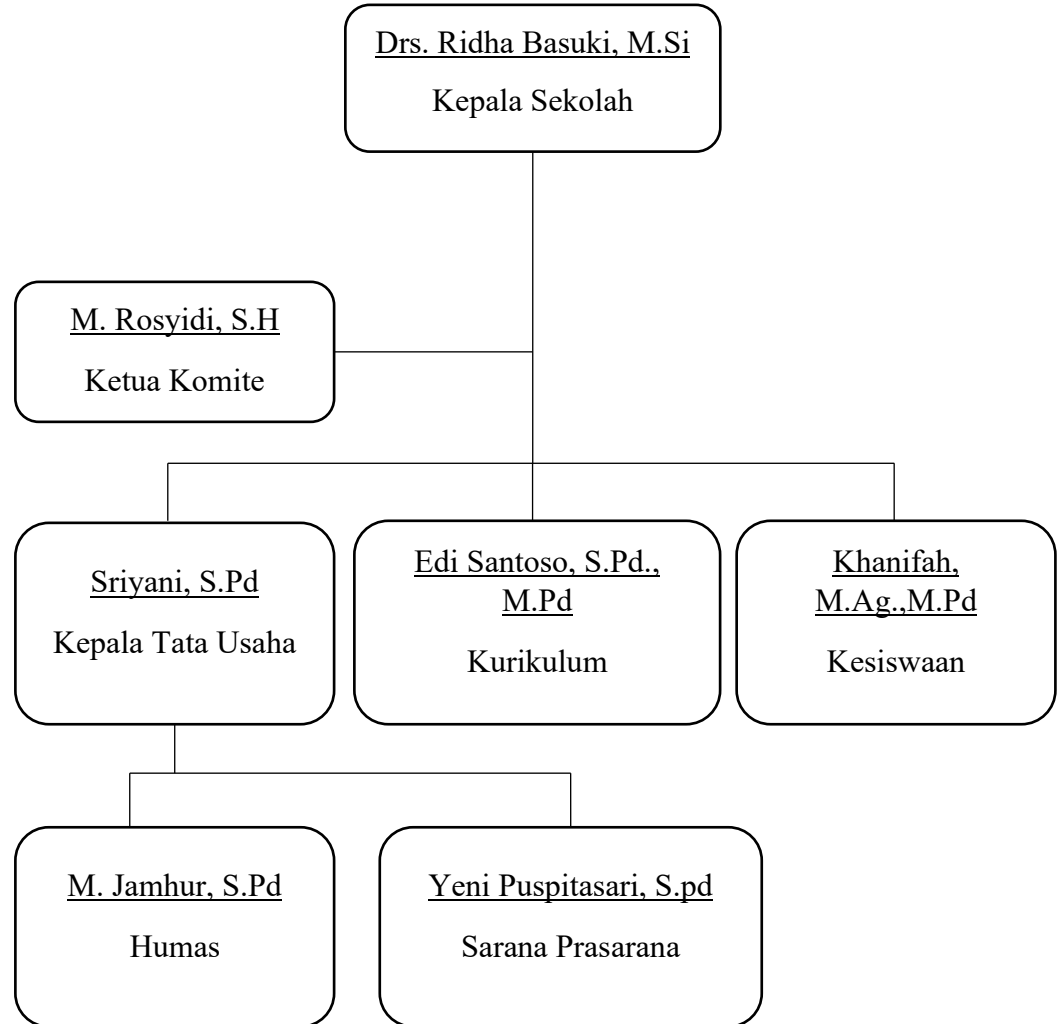 Drs. Ridha Basuki, M.Si
Kepala Sekolah
M. Rosyidi, S.H
Ketua Komite
Sriyani, S.Pd
Kepala Tata Usaha
Edi Santoso, S.Pd.,
M.Pd
Kurikulum
Khanifah,
M.Ag.,M.Pd
Kesiswaan
M. Jamhur, S.Pd
Humas
Yeni Puspitasari, S.pd
Sarana Prasarana